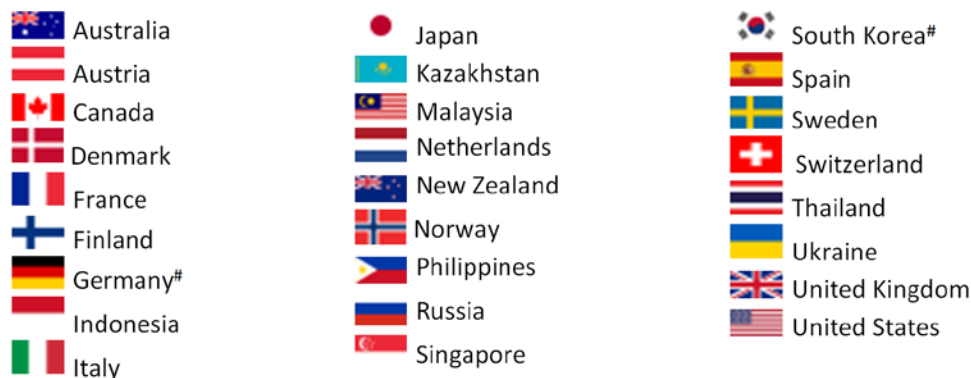 Australia
Austria
Canada
Denmark
France
Finland
Germany#
Indonesia
Italy
Japan
Kazakhstan
Malaysia
Netherlands
New Zealand
Norway
Philippines
Russia
Singapore
South Korea#
Spain
Sweden
Switzerland
Thailand
Ukraine
United Kingdom
United States